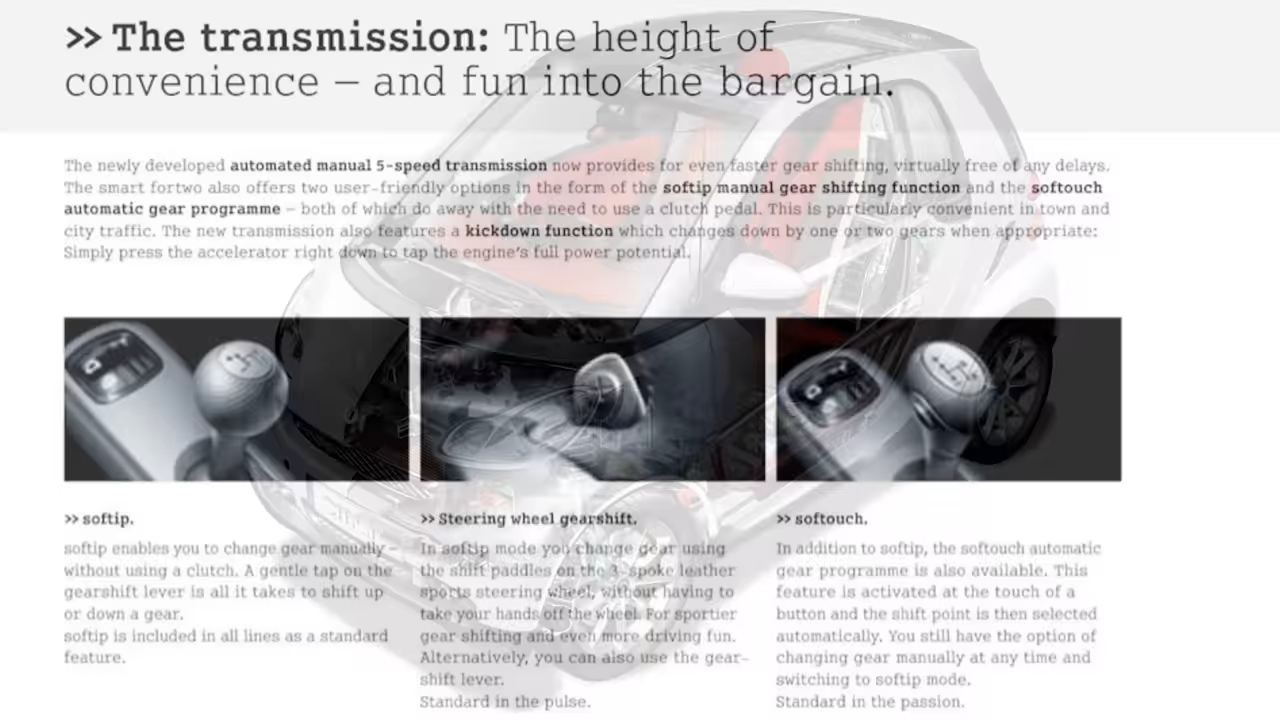 >> The transmission: The height of
convenience – and fun into the bargain.
The newly developed automated manual 5-speed transmission now provides for even faster gear shifting, virtually free of any delays.
The smart fortwo also offers two user-friendly options in the form of the softip manual gear shifting function and the softouch
automatic gear programme – both of which do away with the need to use a clutch pedal. This is particularly convenient in town and
city traffic. The new transmission also features a kickdown function which changes down by one or two gears when appropriate:
Simply press the accelerator right down to tap the engine's full power potential.
>> softip.
softip enables you to change gear manually –
without using a clutch. A gentle tap on the
gearshift lever is all it takes to shift up
or down a gear.
softip is included in all lines as a standard
feature.
>> Steering wheel gearshift.
In softip mode you change gear using
the shift paddles on the 3-spoke leather
sports steering wheel, without having to
take your hands off the wheel. For sportier
gear shifting and even more driving fun.
Alternatively, you can also use the gear-
shift lever.
Standard in the pulse.
>> softouch.
In addition to softip, the softouch automatic
gear programme is also available. This
feature is activated at the touch of a
button and the shift point is then selected
automatically. You still have the option of
changing gear manually at any time and
switching to softip mode.
Standard in the passion.